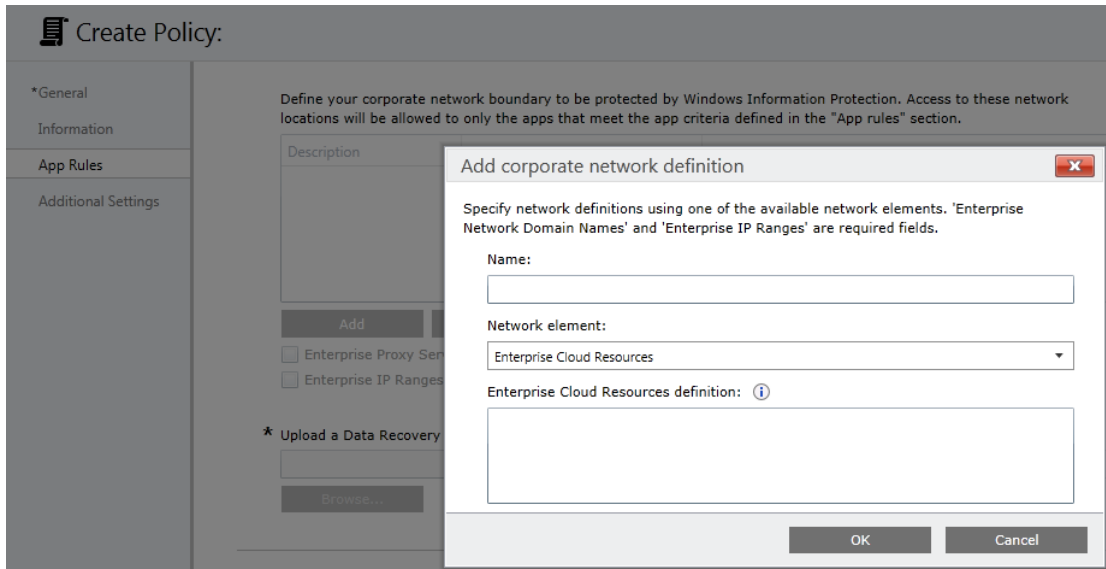 Create Policy:
*General
Information
App Rules
Additional Settings
Define your corporate network boundary to be protected by Windows Information Protection. Access to these network
locations will be allowed to only the apps that meet the app criteria defined in the "App rules" section.
Description
Add
Enterprise Proxy Ser
Enterprise IP Ranges
* Upload a Data Recovery
Browse...
Add corporate network definition
Specify network definitions using one of the available network elements. 'Enterprise
Network Domain Names' and 'Enterprise IP Ranges' are required fields.
Name:
Network element:
Enterprise Cloud Resources
Enterprise Cloud Resources definition:
OK
Cancel